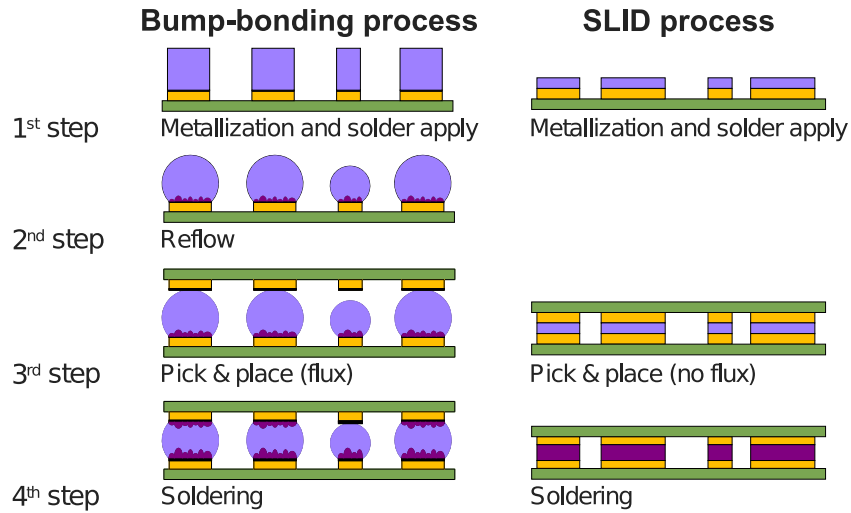 Bump-bonding process SLID process
1st step Metallization and solder apply Metallization and solder apply
2nd step Reflow
3rd step Pick & place (flux) Pick & place (no flux)
4th step Soldering Soldering